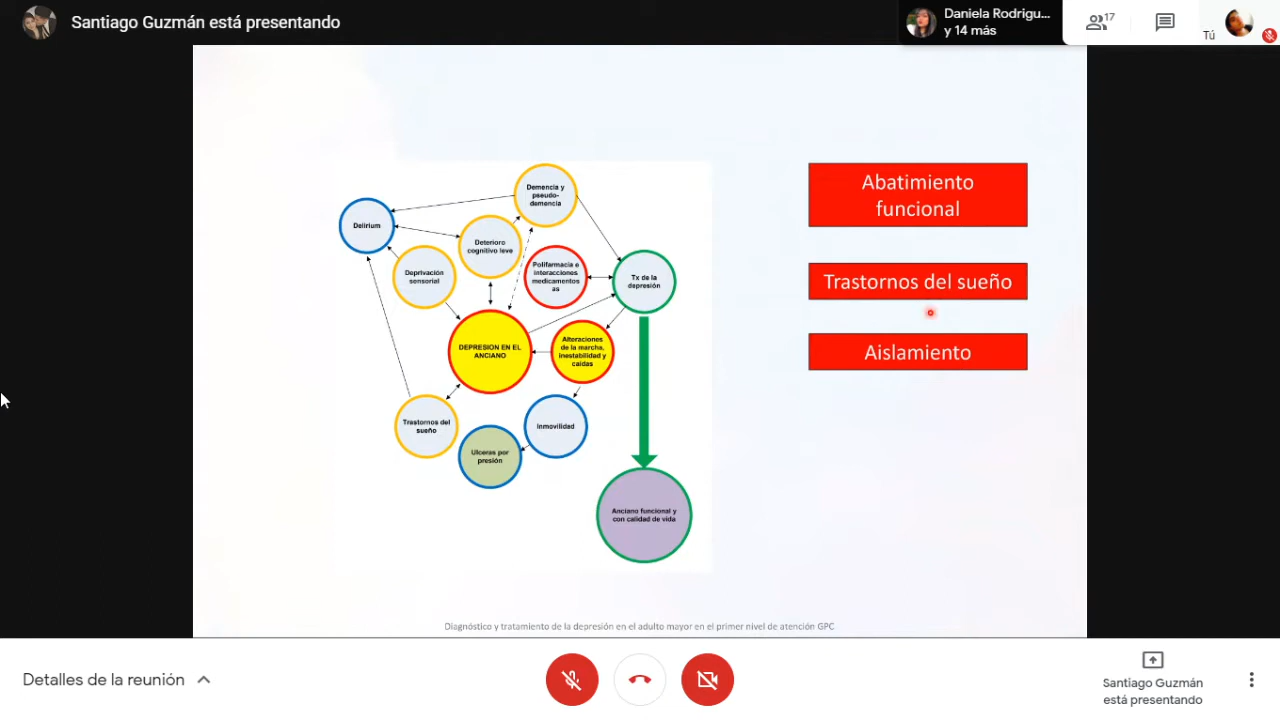 Santiago Guzmán está presentando
Daniela Rodrigu...
y 14 más
17
Tú
Demencia y
pseudo-
demencia
Delirium
Deterioro
cognitivo leve
Deprivación
sensorial
Polifarmacia e
interacciones
medicamentos
as
Tx de la
depresión
DEPRESION EN EL
ANCIANO
Alteraciones
de la marcha,
inestabilidad y
caídas
Trastornos del
sueño
Inmovilidad
Ulceras por
presión
Anciano funcional y
con calidad de vida
Abatimiento
funcional
Trastornos del sueño
Aislamiento
Diagnóstico y tratamiento de la depresión en el adulto mayor en el primer nivel de atención GPC
Detalles de la reunión
Santiago Guzmán
está presentando